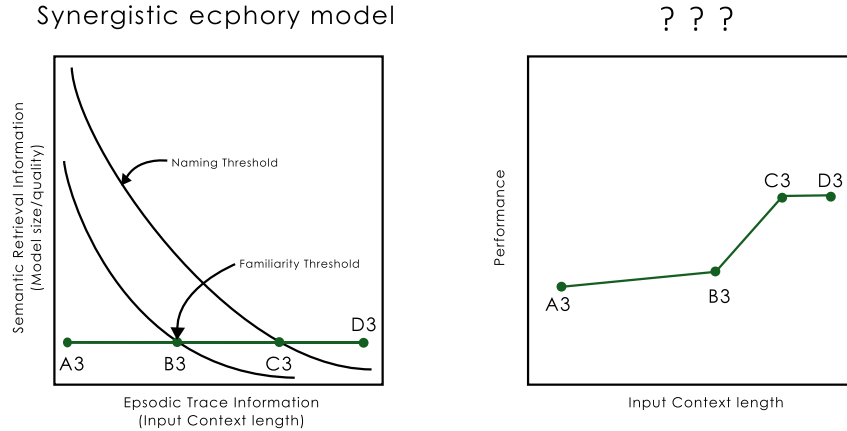 Synergistic ecphory model
? ? ?
Semantic Retrieval Information
(Model size/quality)
Naming Threshold
Familiarity Threshold
A3
B3
C3
D3
Epsodic Trace Information
(Input Context length)
Performance
A3
B3
C3
D3
Input Context length